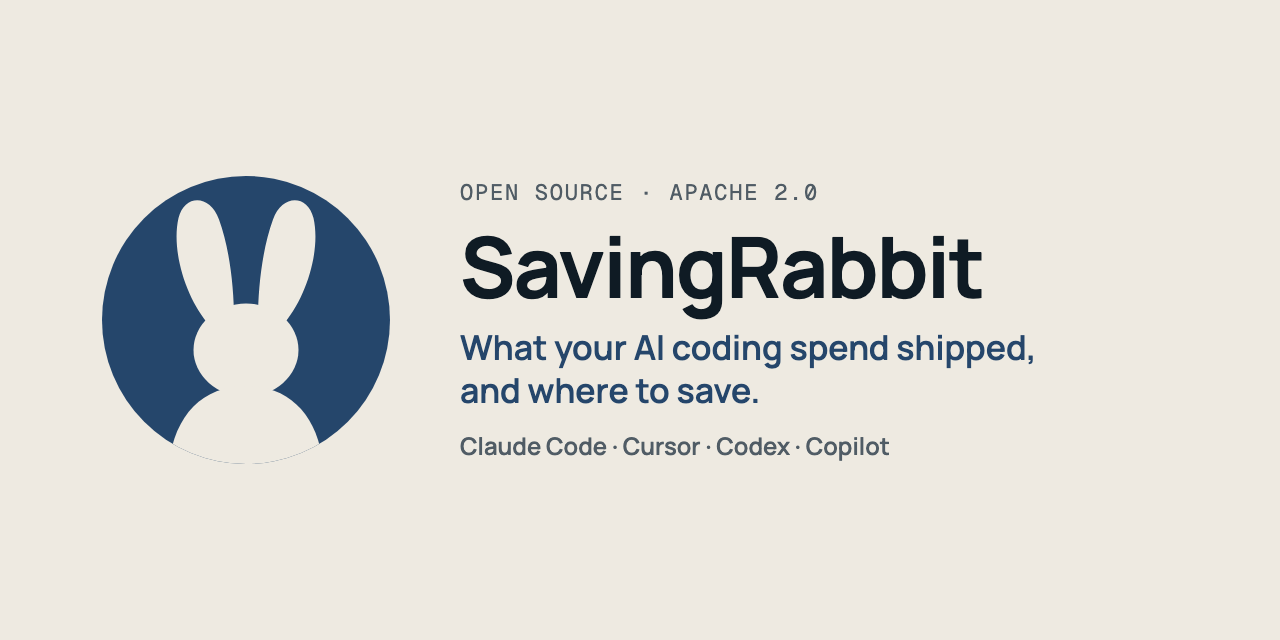 OPEN SOURCE · APACHE 2.0
SavingRabbit
What your AI coding spend shipped,
and where to save.
Claude Code · Cursor · Codex · Copilot